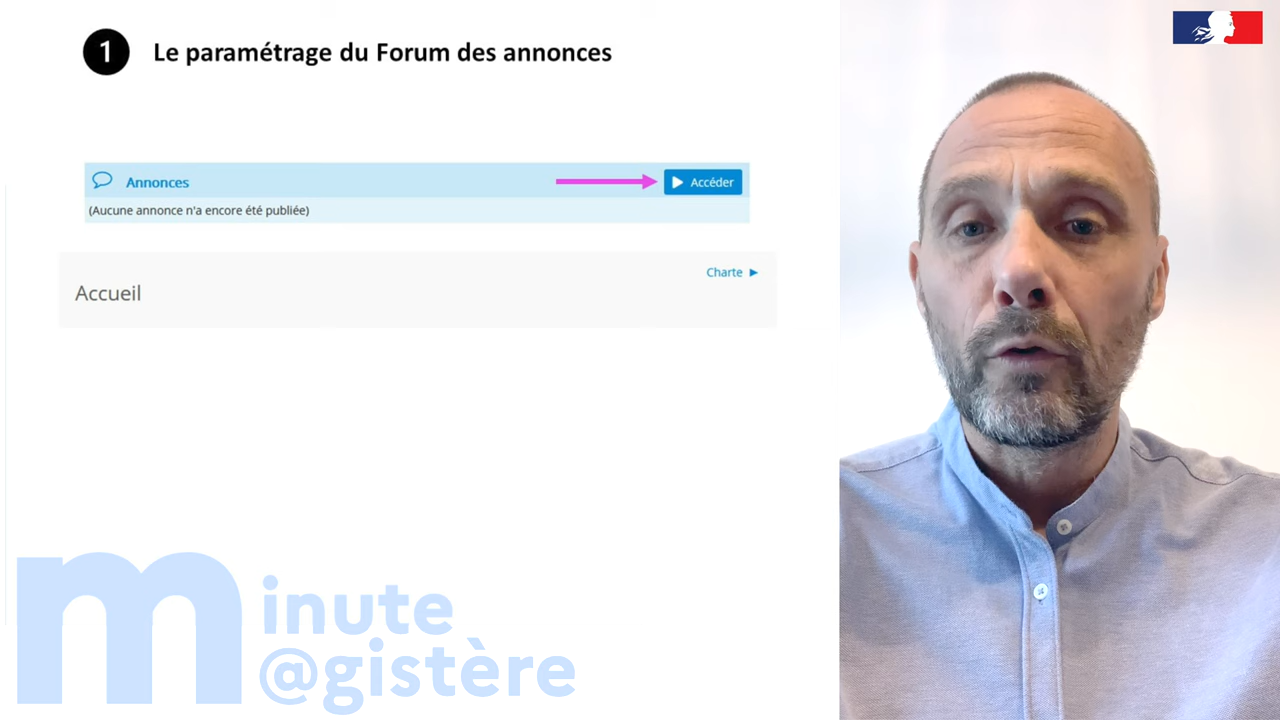 1 Le paramétrage du Forum des annonces
Annonces
Accéder
(Aucune annonce n'a encore été publiée)
Charte
Accueil
minute
@gistère